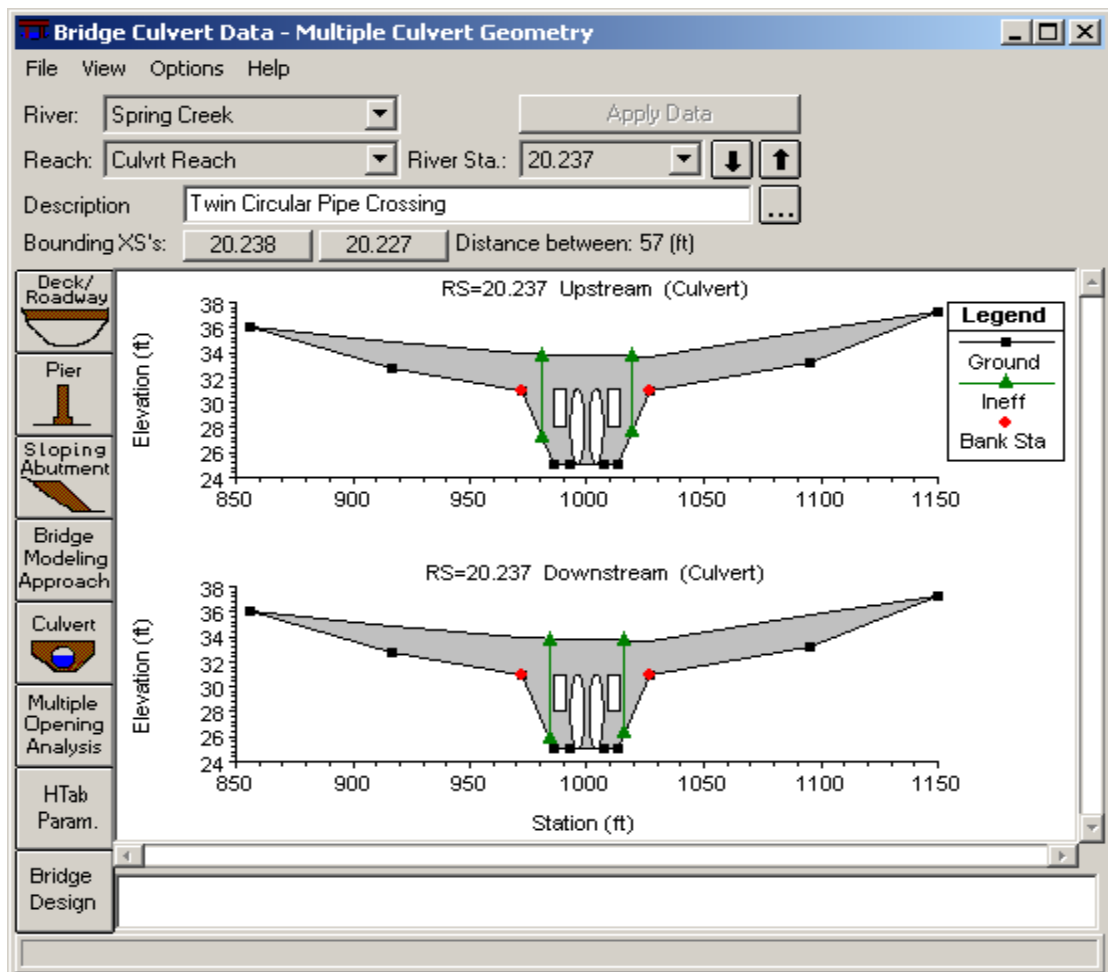 Bridge Culvert Data - Multiple Culvert Geometry
File View Options Help
River: Spring Creek Apply Data
Reach: Culvrt Reach River Sta.: 20.237
Description Twin Circular Pipe Crossing ...
Bounding XS's: 20.238 20.227 Distance between: 57 (ft)
Deck/
Roadway
Pier
Sloping
Abutment
Bridge
Modeling
Approach
Culvert
Multiple
Opening
Analysis
HTab
Param.
Bridge
Design
RS=20.237 Upstream (Culvert)
Elevation (ft)
38
36
34
32
30
28
26
24
850 900 950 1000 1050 1100 1150
Legend
Ground
Ineff
Bank Sta
RS=20.237 Downstream (Culvert)
Elevation (ft)
38
36
34
32
30
28
26
24
850 900 950 1000 1050 1100 1150
Station (ft)